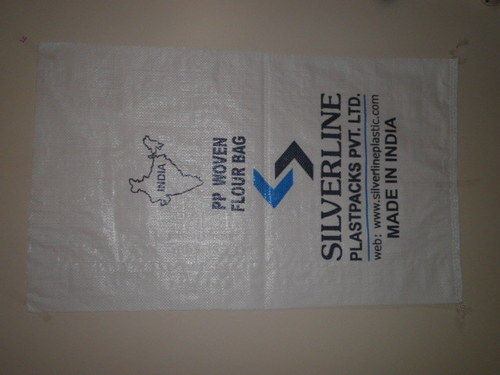 INDIA
PP WOVEN
FLOUR BAG
SILVERLINE
PLASTPACKS PVT. LTD.
web: www.silverlineplastic.com
MADE IN INDIA